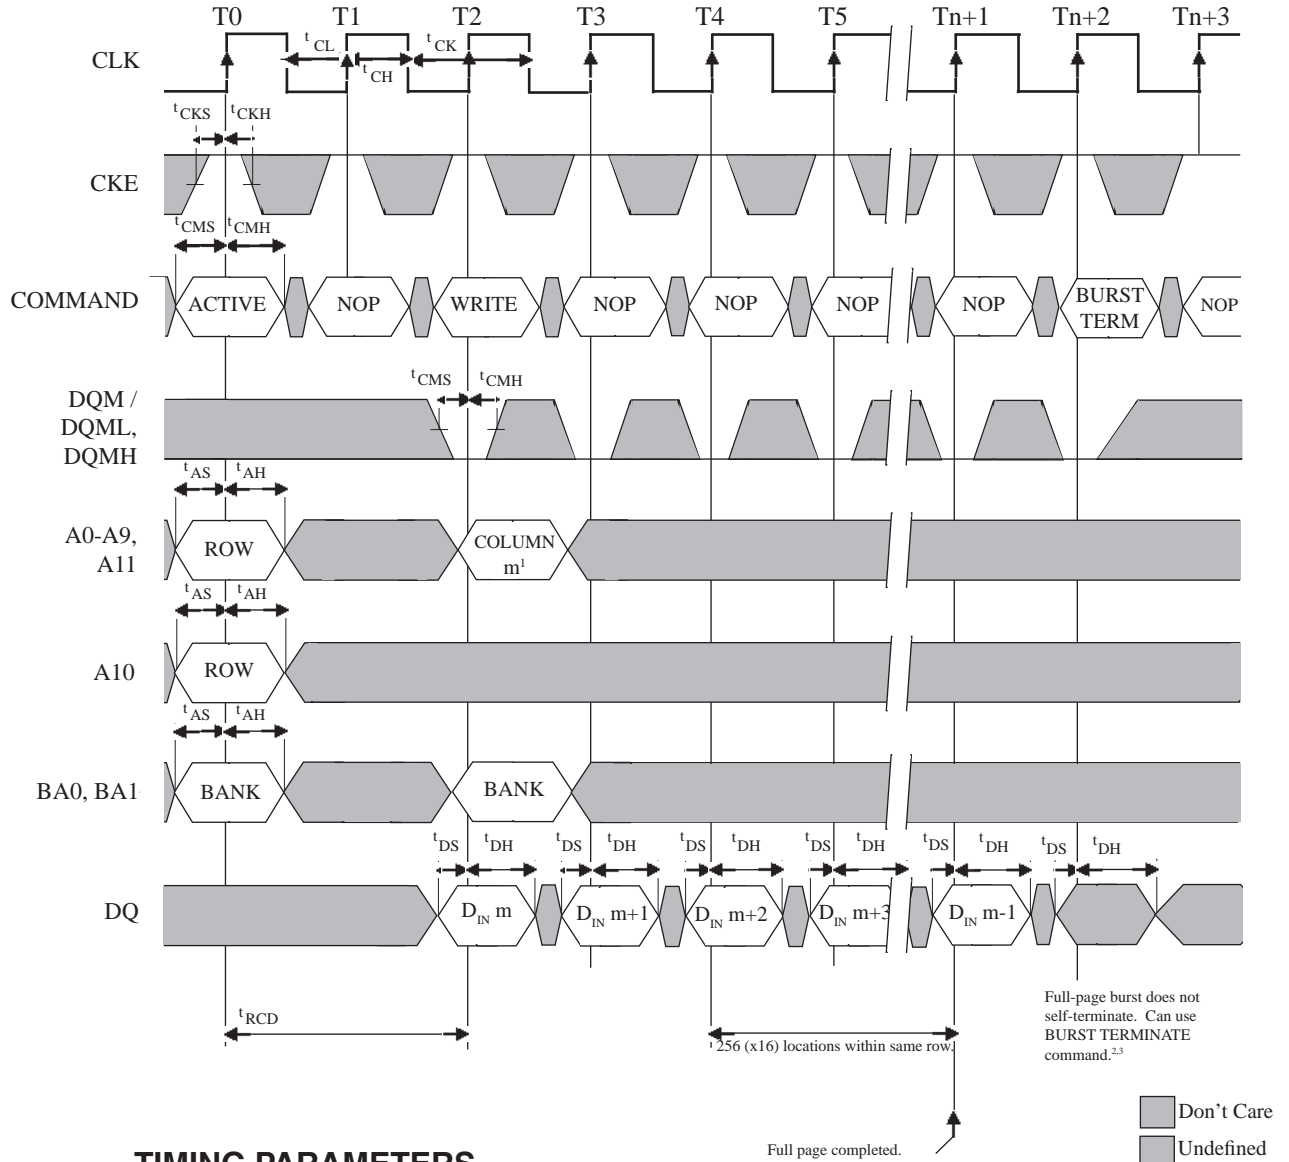 T0 T1 T2 T3 T4 T5 Tn+1 Tn+2 Tn+3
CLK
tCL tCH tCK
tCKS tCKH
CKE
tCMS tCMH
COMMAND ACTIVE NOP WRITE NOP NOP NOP NOP BURST TERM NOP
tCMS tCMH
DQM /
DQML,
DQMH
tAS tAH
A0-A9,
A11
ROW
COLUMN
m1
tAS tAH
A10 ROW
tAS tAH
BA0, BA1 BANK BANK
tDS tDH tDS tDH tDS tDH tDS tDH tDS tDH tDS tDH
DQ DIN m DIN m+1 DIN m+2 DIN m+3 DIN m-1
tRCD
256 (x16) locations within same row.
Full-page burst does not
self-terminate. Can use
BURST TERMINATE
command.2,3
Full page completed.
Don't Care
Undefined
TIMING PARAMETERS